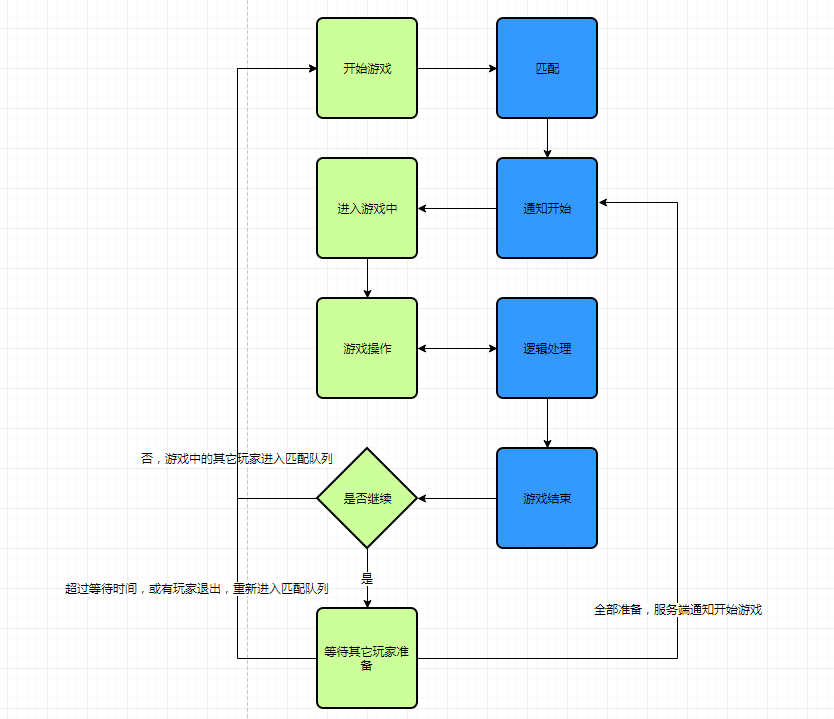 开始游戏
匹配
进入游戏中
通知开始
游戏操作
逻辑处理
否，游戏中的其它玩家进入匹配队列
是否继续
游戏结束
是
超过等待时间，或有玩家退出，重新进入匹配队列
全部准备，服务端通知开始游戏
等待其它玩家准
备